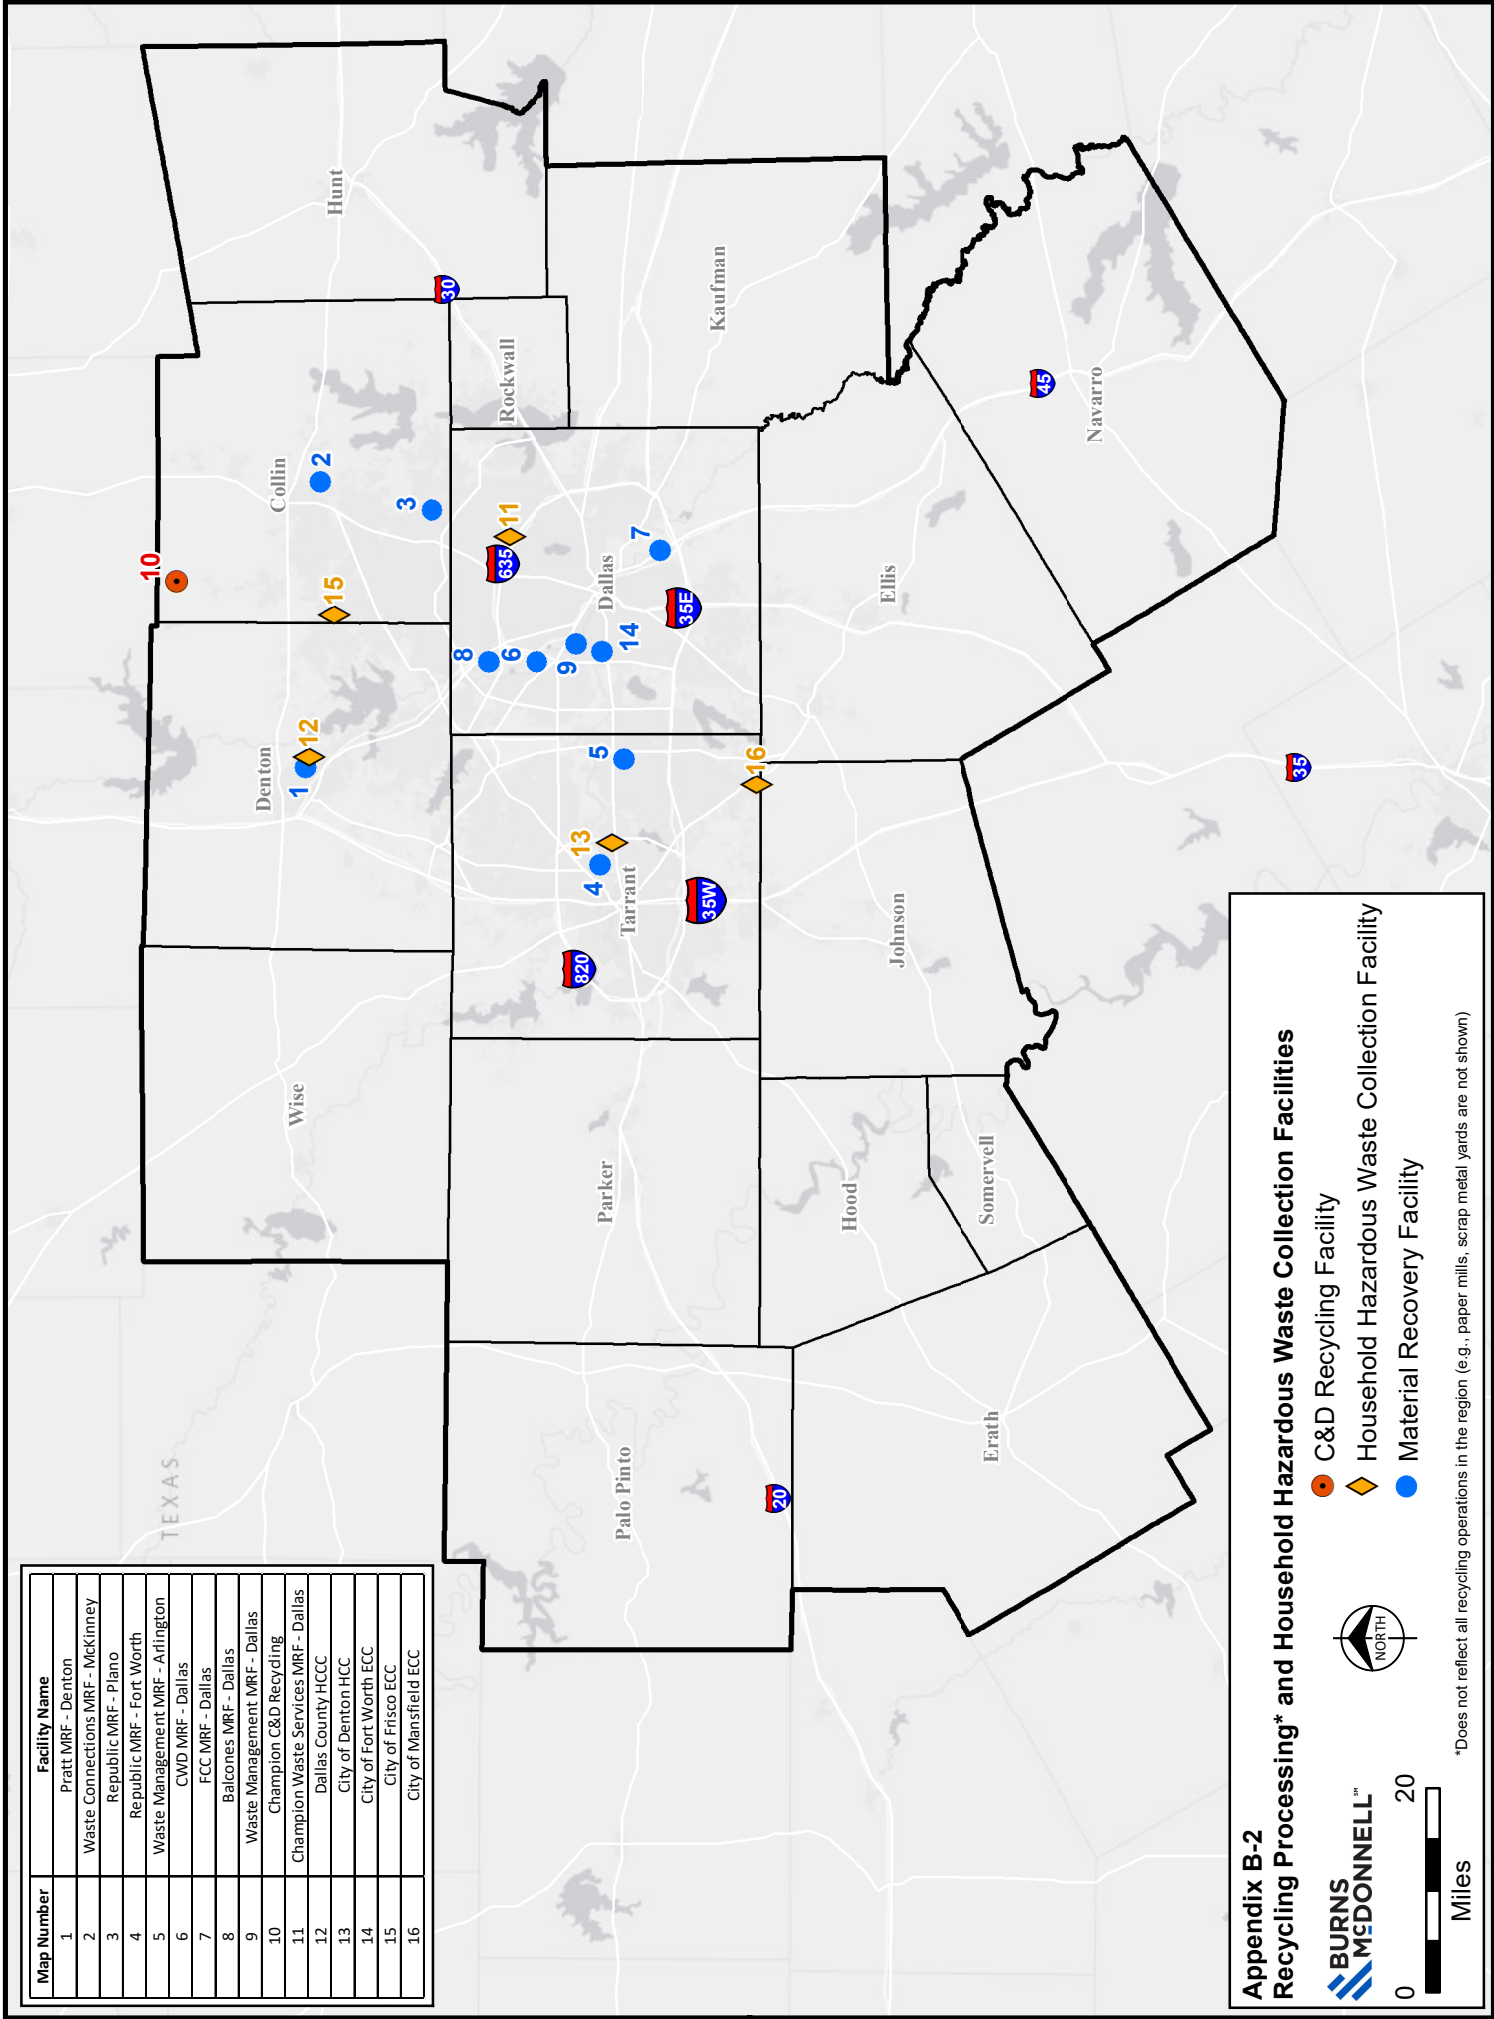 Map Number Facility Name
1 Pratt MRF - Denton
2 Waste Connections MRF - McKinney
3 Republic MRF - Plano
4 Republic MRF - Fort Worth
5 Waste Management MRF - Arlington
6 CWD MRF - Dallas
7 FCC MRF - Dallas
8 Balcones MRF - Dallas
9 Waste Management MRF - Dallas
10 Champion C&D Recycling
11 Champion Waste Services MRF - Dallas
12 Dallas County HCCC
13 City of Denton HCC
14 City of Fort Worth ECC
15 City of Frisco ECC
16 City of Mansfield ECC
TEXAS
Wise
Denton
Collin
Hunt
Palo Pinto
Parker
Tarrant
Dallas
Rockwall
Kaufman
Erath
Hood
Somervell
Johnson
Ellis
Navarro
10
15
2
3
12
1
11
8
6
9
14
7
5
13
4
16
30
635
35E
820
35W
20
45
35
Appendix B-2
Recycling Processing* and Household Hazardous Waste Collection Facilities
BURNS
McDONNELL℠
0 20
Miles
NORTH
C&D Recycling Facility
Household Hazardous Waste Collection Facility
Material Recovery Facility
*Does not reflect all recycling operations in the region (e.g., paper mills, scrap metal yards are not shown)